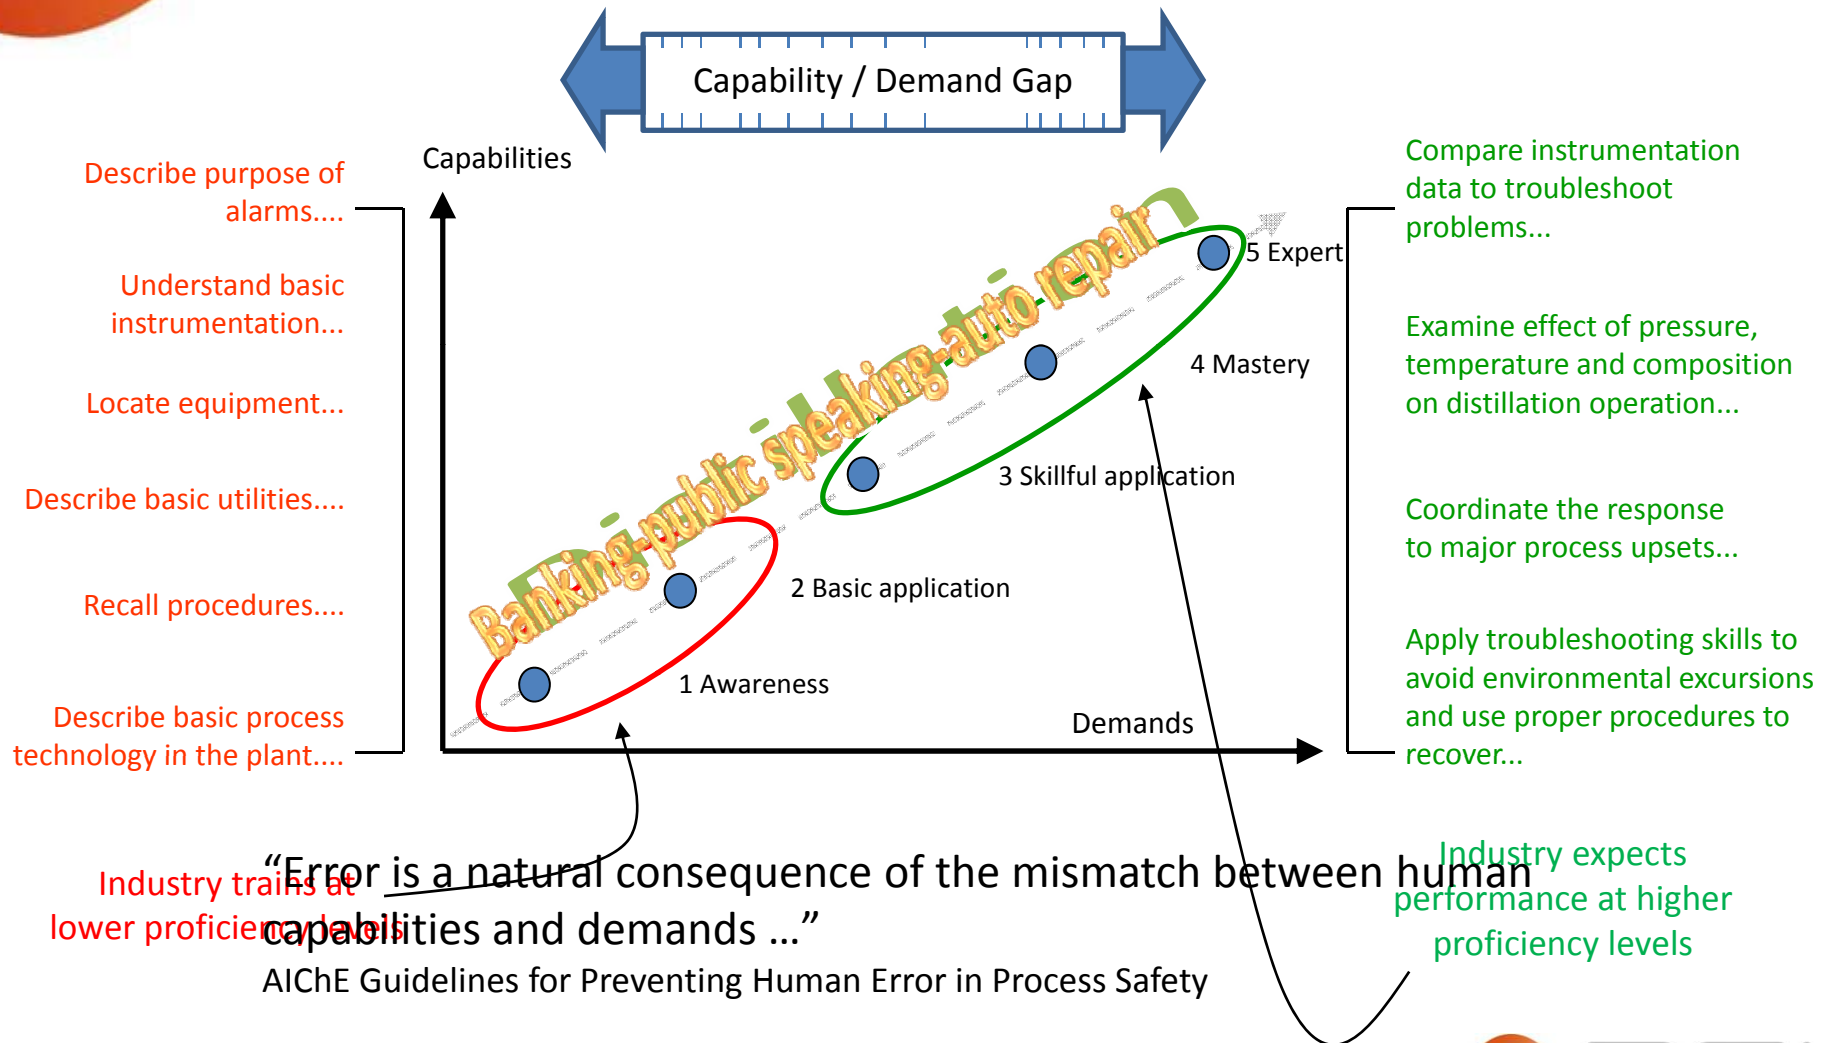 Capability / Demand Gap
Capabilities
Describe purpose of
alarms....
Understand basic
instrumentation...
Locate equipment...
Describe basic utilities....
Recall procedures....
Describe basic process
technology in the plant....
Banking-public speaking-auto repair
5 Expert
4 Mastery
3 Skillful application
2 Basic application
1 Awareness
Demands
Compare instrumentation
data to troubleshoot
problems...
Examine effect of pressure,
temperature and composition
on distillation operation...
Coordinate the response
to major process upsets...
Apply troubleshooting skills to
avoid environmental excursions
and use proper procedures to
recover...
Industry trains at
lower proficiency levels
“Error is a natural consequence of the mismatch between human
capabilities and demands ...”
AIChE Guidelines for Preventing Human Error in Process Safety
Industry expects
performance at higher
proficiency levels